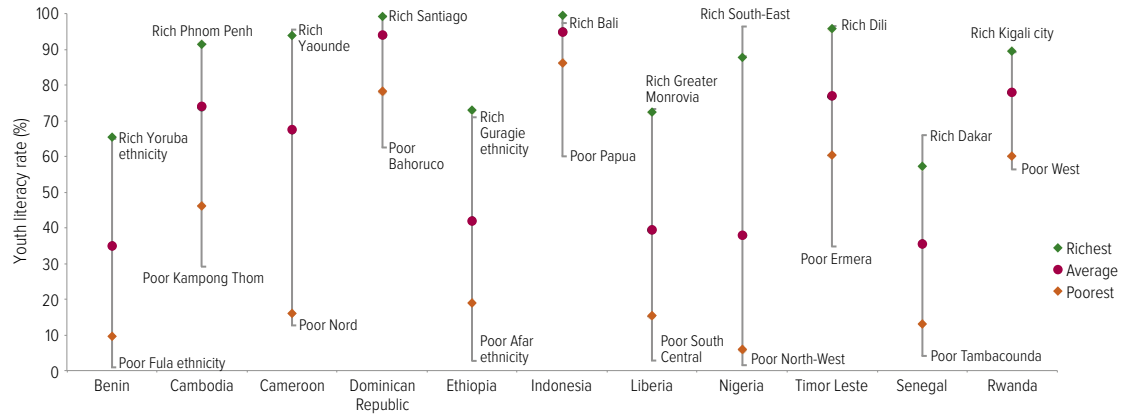 Youth literacy rate (%)
100
90
80
70
60
50
40
30
20
10
0
Rich Yoruba
ethnicity
Poor Fula ethnicity
Rich Phnom Penh
Poor Kampong Thom
Rich
Yaounde
Poor Nord
Rich Santiago
Poor
Bahoruco
Rich
Guragie
ethnicity
Poor Afar
ethnicity
Rich Bali
Poor Papua
Rich Greater
Monrovia
Poor South
Central
Rich South-East
Poor North-West
Rich Dili
Poor Ermera
Rich Dakar
Poor Tambacounda
Rich Kigali city
Poor West
Richest
Average
Poorest
Benin
Cambodia
Cameroon
Dominican
Republic
Ethiopia
Indonesia
Liberia
Nigeria
Timor Leste
Senegal
Rwanda